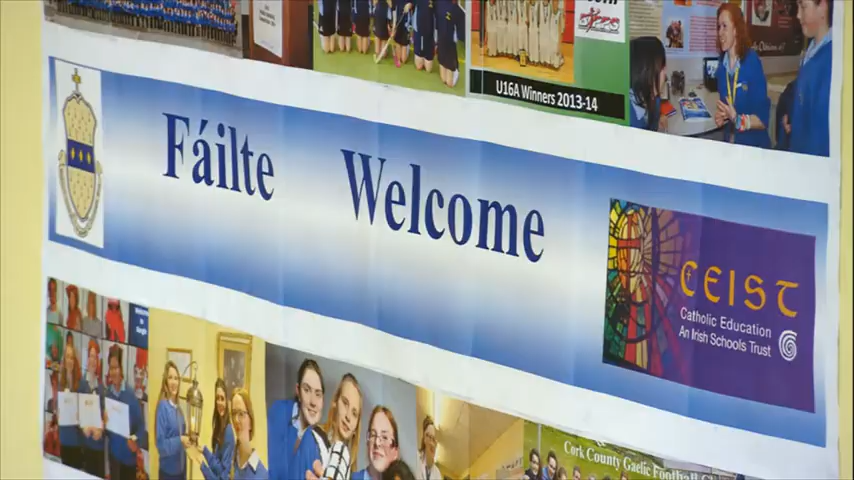 U16A Winners 2013-14
Fáilte Welcome
CEIST
Catholic Education
An Irish Schools Trust
Cork County Gaelic Football